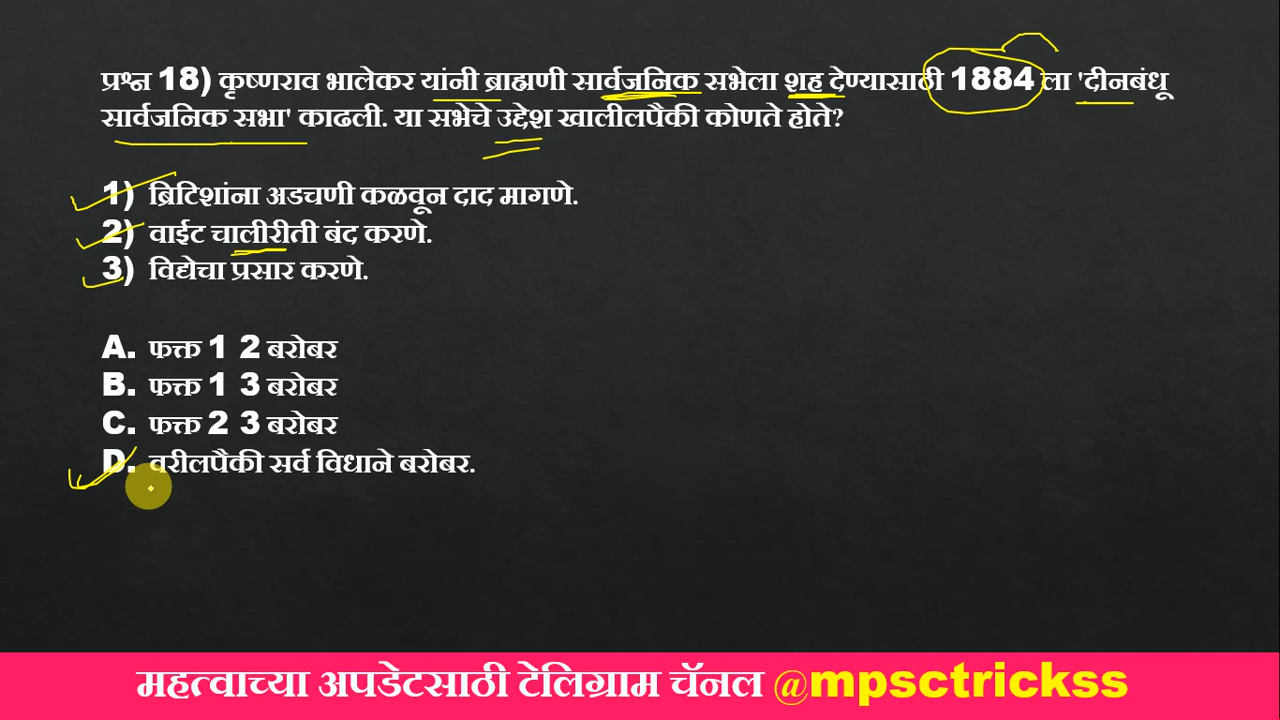 प्रश्न 18) कृष्णराव भालेकर यांनी ब्राह्मणी सार्वजनिक सभेला शह देण्यासाठी 1884 ला 'दीनबंधू
सार्वजनिक सभा' काढली. या सभेचे उद्देश खालीलपैकी कोणते होते?
1) ब्रिटिशांना अडचणी कळवून दाद मागणे.
2) वाईट चालीरीती बंद करणे.
3) विद्येचा प्रसार करणे.
A. फक्त 1 2 बरोबर
B. फक्त 1 3 बरोबर
C. फक्त 2 3 बरोबर
D. वरीलपैकी सर्व विधाने बरोबर.
महत्वाच्या अपडेटसाठी टेलिग्राम चॅनल @mpsctrickss